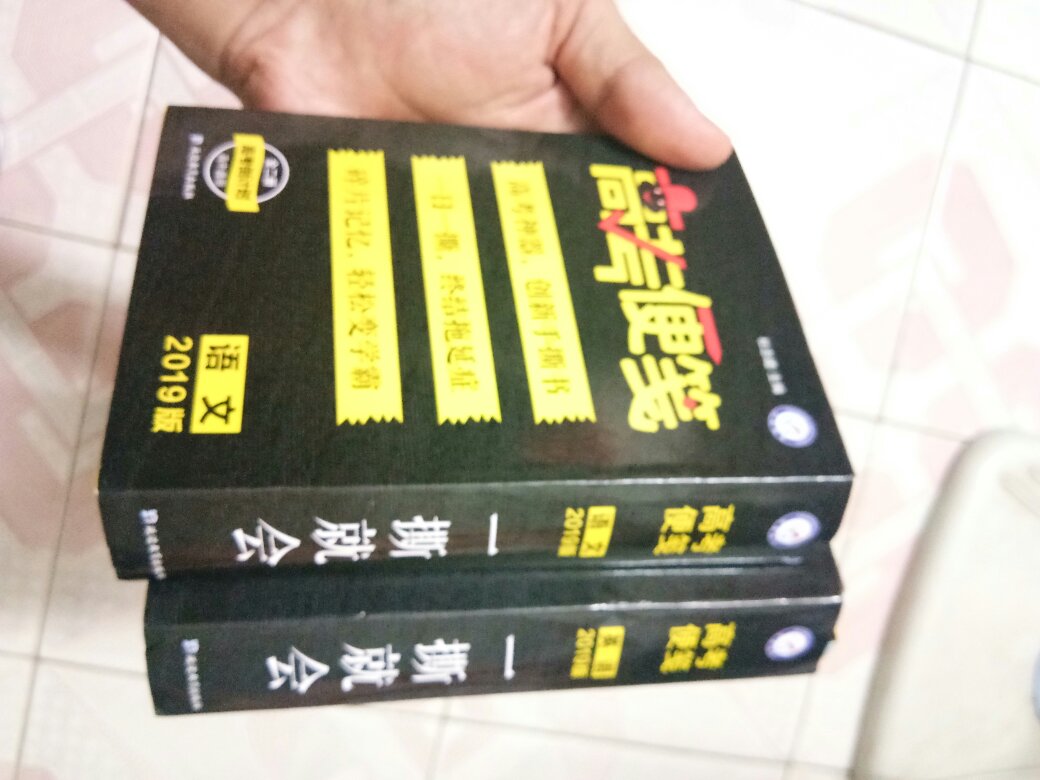 高考便笺
高考神器，创新手撕书
一日一撕，终结拖延症
碎片记忆，轻松变学霸
语文
2019版
高考便笺
语文
2019版
一撕就会
高考便笺
2019版
一撕就会